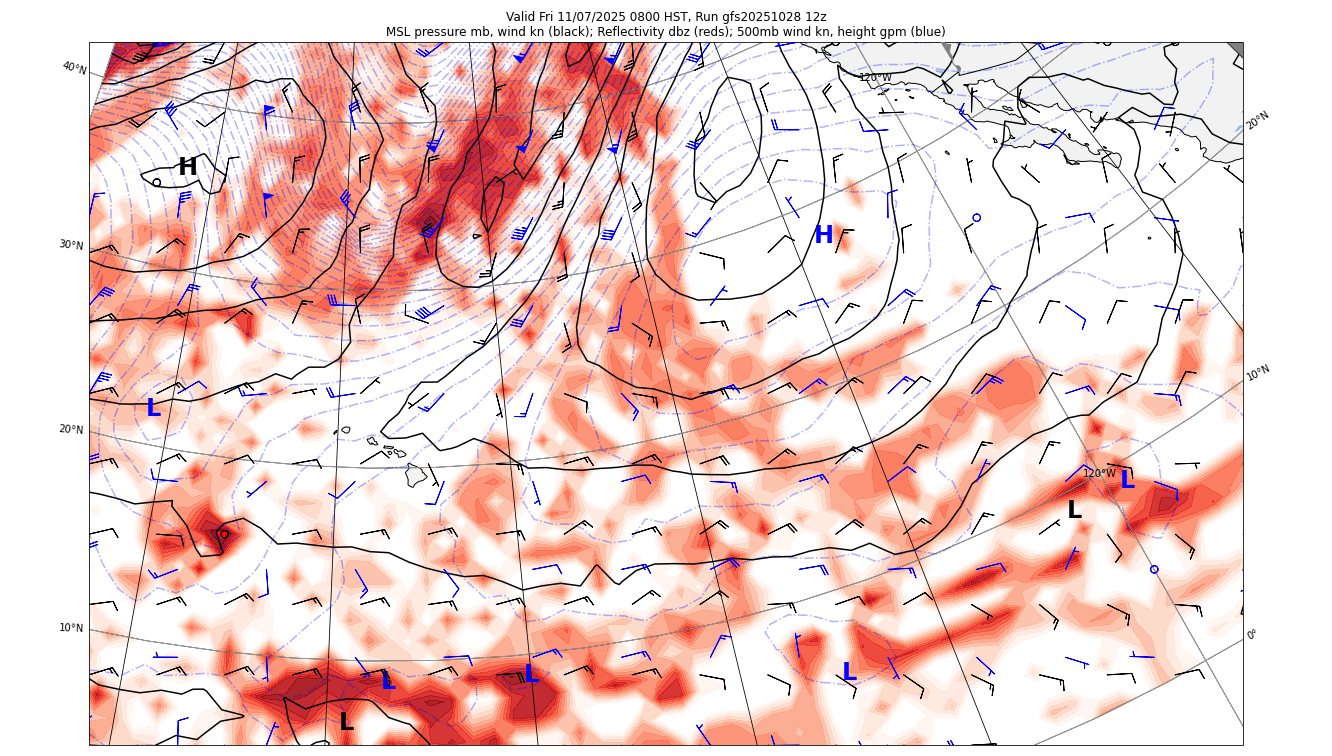 Valid Fri 11/07/2025 0800 HST, Run gfs20251028 12z
MSL pressure mb, wind kn (black); Reflectivity dbz (reds); 500mb wind kn, height gpm (blue)
40°N
120°W
20°N
H
H
30°N
10°N
L
20°N
120°W
L
L
10°N
0°
L
L
L
L